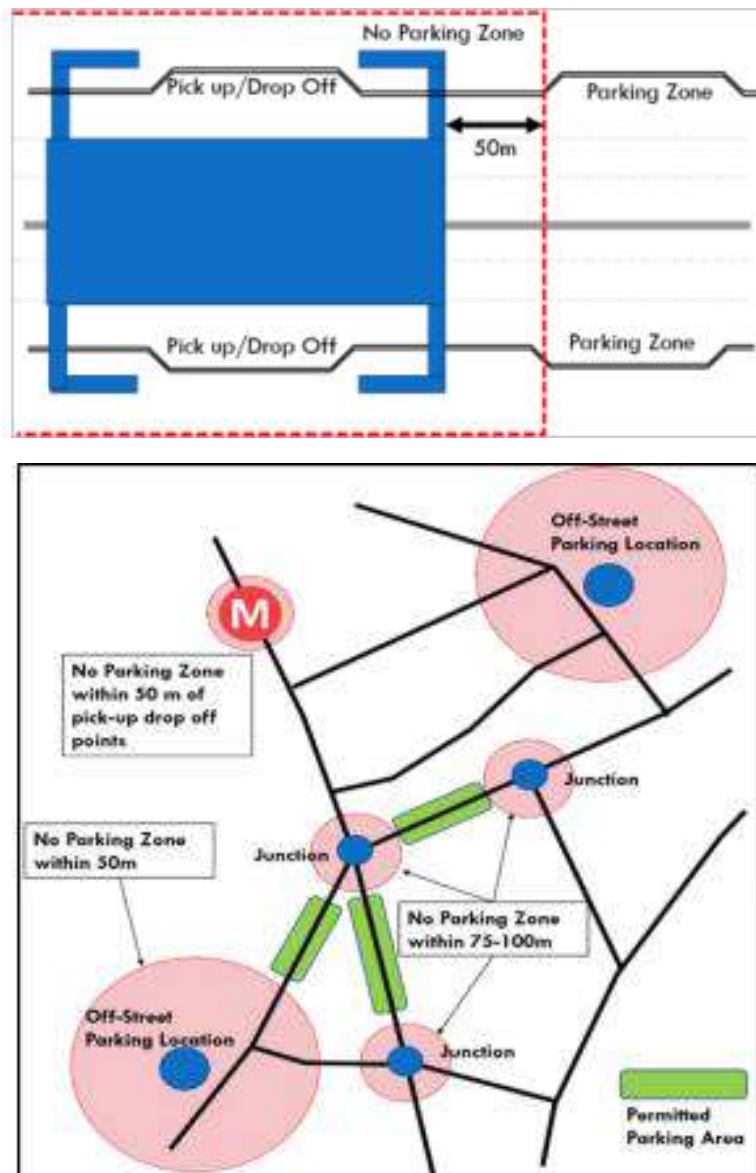 No Parking Zone
Pick up/Drop Off
Parking Zone
50m
Pick up/Drop Off
Parking Zone
Off-Street
Parking Location
M
No Parking Zone
within 50 m of
pick-up drop off
points
Junction
No Parking Zone
within 50m
Junction
No Parking Zone
within 75-100m
Off-Street
Parking Location
Junction
Permitted
Parking Area